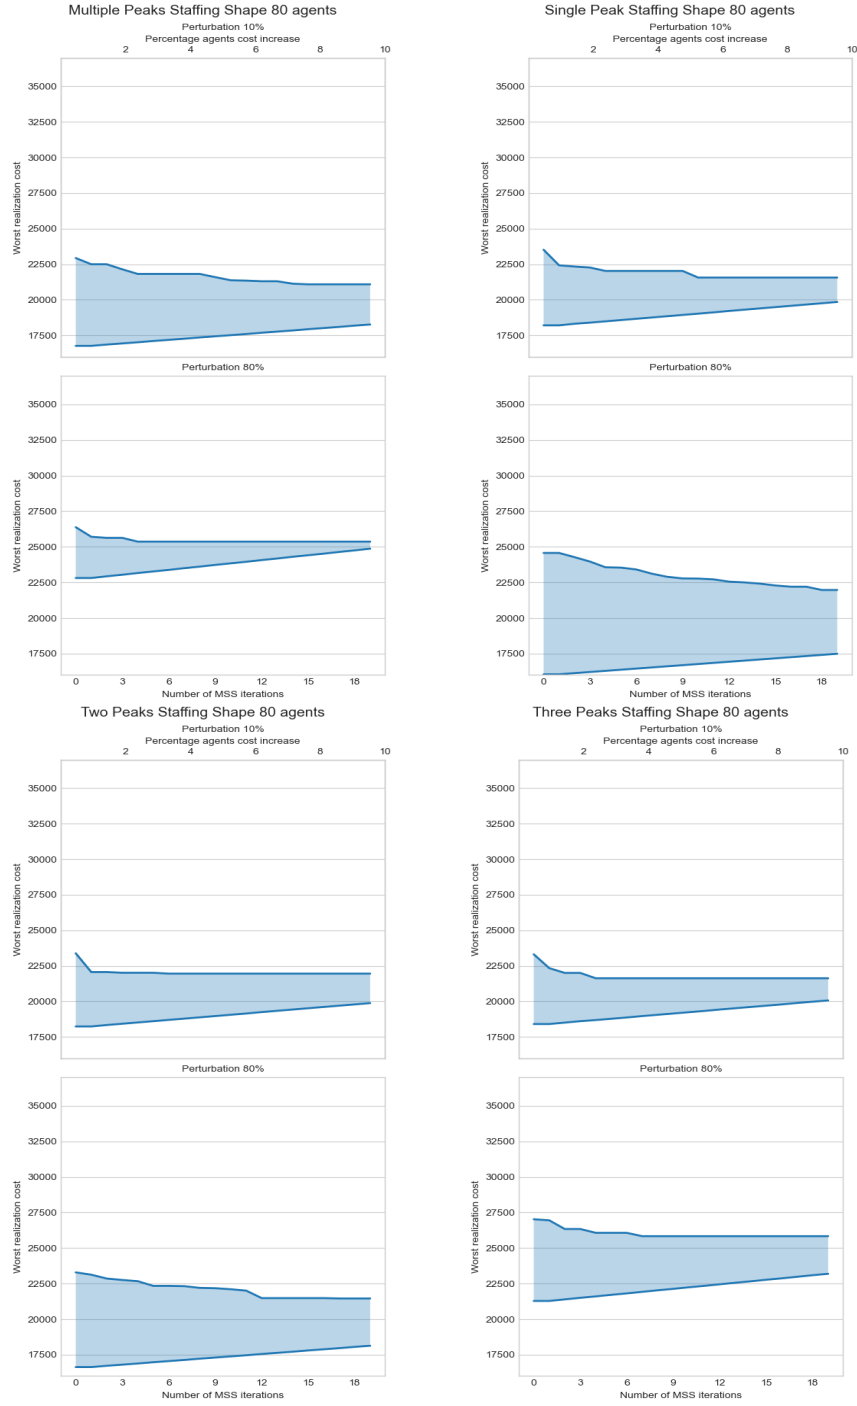 Multiple Peaks Staffing Shape 80 agents
Perturbation 10%
Percentage agents cost increase
2 4 6 8 10
35000
32500
30000
27500
25000
22500
20000
17500
Worst realization cost
Perturbation 80%
35000
32500
30000
27500
25000
22500
20000
17500
Worst realization cost
0 3 6 9 12 15 18
Number of MSS iterations
Single Peak Staffing Shape 80 agents
Perturbation 10%
Percentage agents cost increase
2 4 6 8 10
35000
32500
30000
27500
25000
22500
20000
17500
Worst realization cost
Perturbation 80%
35000
32500
30000
27500
25000
22500
20000
17500
Worst realization cost
0 3 6 9 12 15 18
Number of MSS iterations
Two Peaks Staffing Shape 80 agents
Perturbation 10%
Percentage agents cost increase
2 4 6 8 10
35000
32500
30000
27500
25000
22500
20000
17500
Worst realization cost
Perturbation 80%
35000
32500
30000
27500
25000
22500
20000
17500
Worst realization cost
0 3 6 9 12 15 18
Number of MSS iterations
Three Peaks Staffing Shape 80 agents
Perturbation 10%
Percentage agents cost increase
2 4 6 8 10
35000
32500
30000
27500
25000
22500
20000
17500
Worst realization cost
Perturbation 80%
35000
32500
30000
27500
25000
22500
20000
17500
Worst realization cost
0 3 6 9 12 15 18
Number of MSS iterations